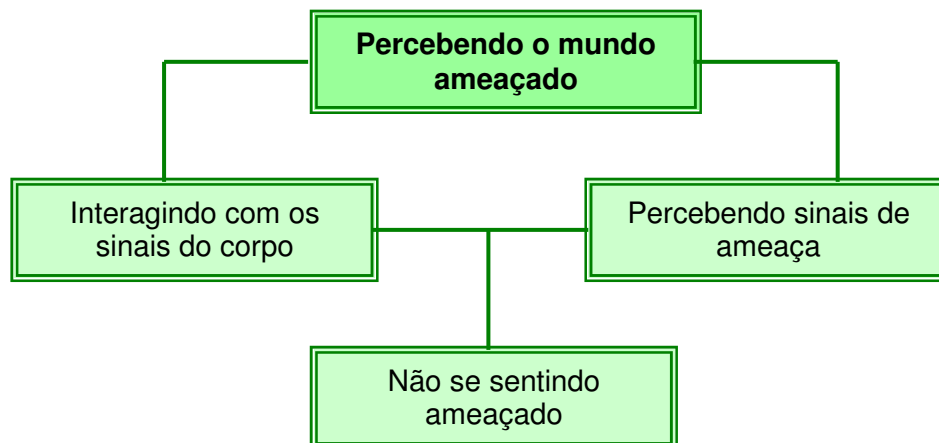 Percebendo o mundo
ameaçado
Interagindo com os
sinais do corpo
Percebendo sinais de
ameaça
Não se sentindo
ameaçado